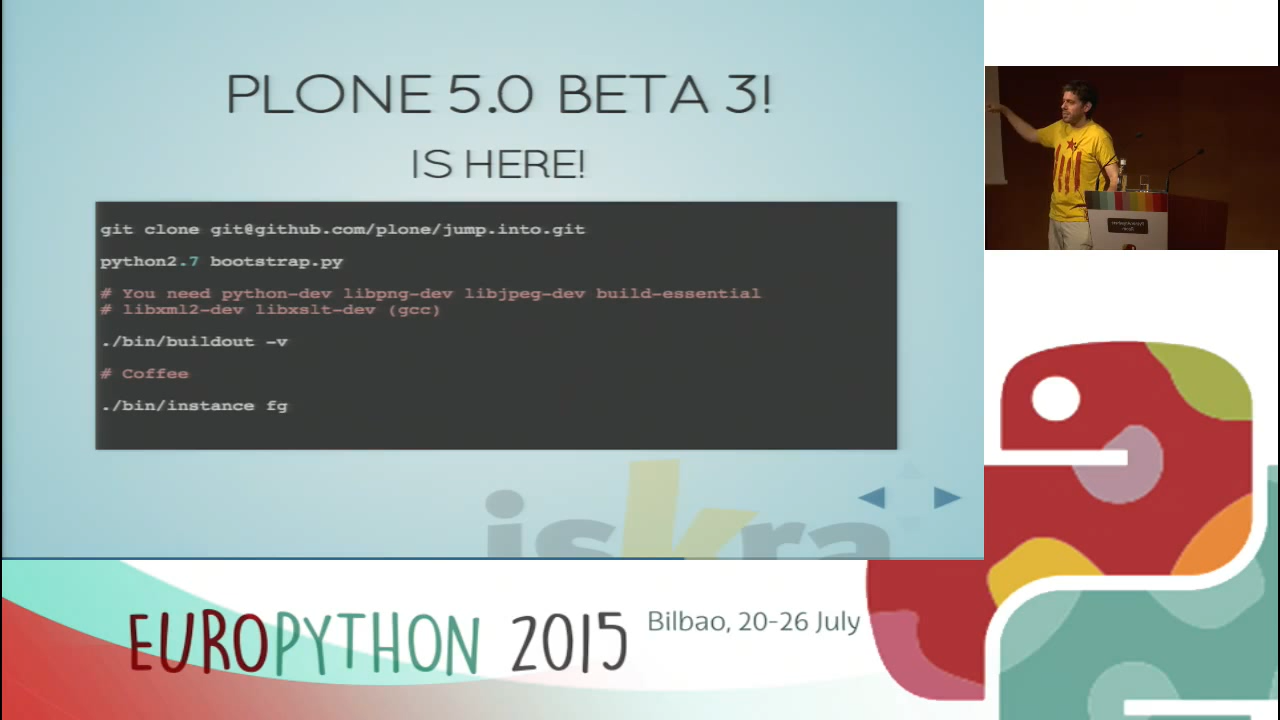 PLONE 5.0 BETA 3!
IS HERE!
git clone git@github.com/plone/jump.into.git
python2.7 bootstrap.py
# You need python-dev libpng-dev libjpeg-dev build-essential
# libxml2-dev libxslt-dev (gcc)
./bin/buildout -v
# Coffee
./bin/instance fg
iskra
EUROPYTHON 2015
Bilbao, 20-26 July